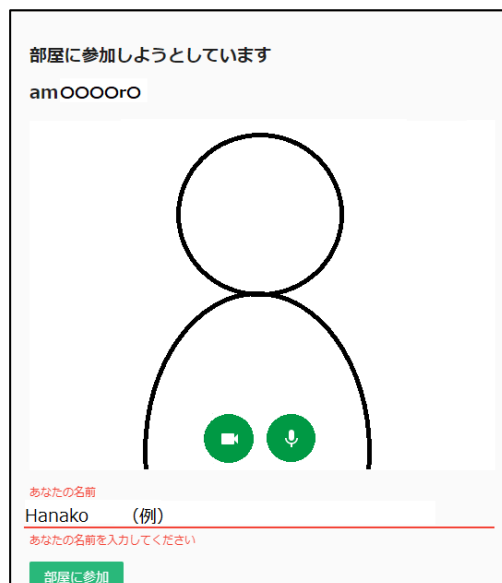 部屋に参加しようとしています
amOOOOrO
あなたの名前
Hanako （例）
あなたの名前を入力してください
部屋に参加